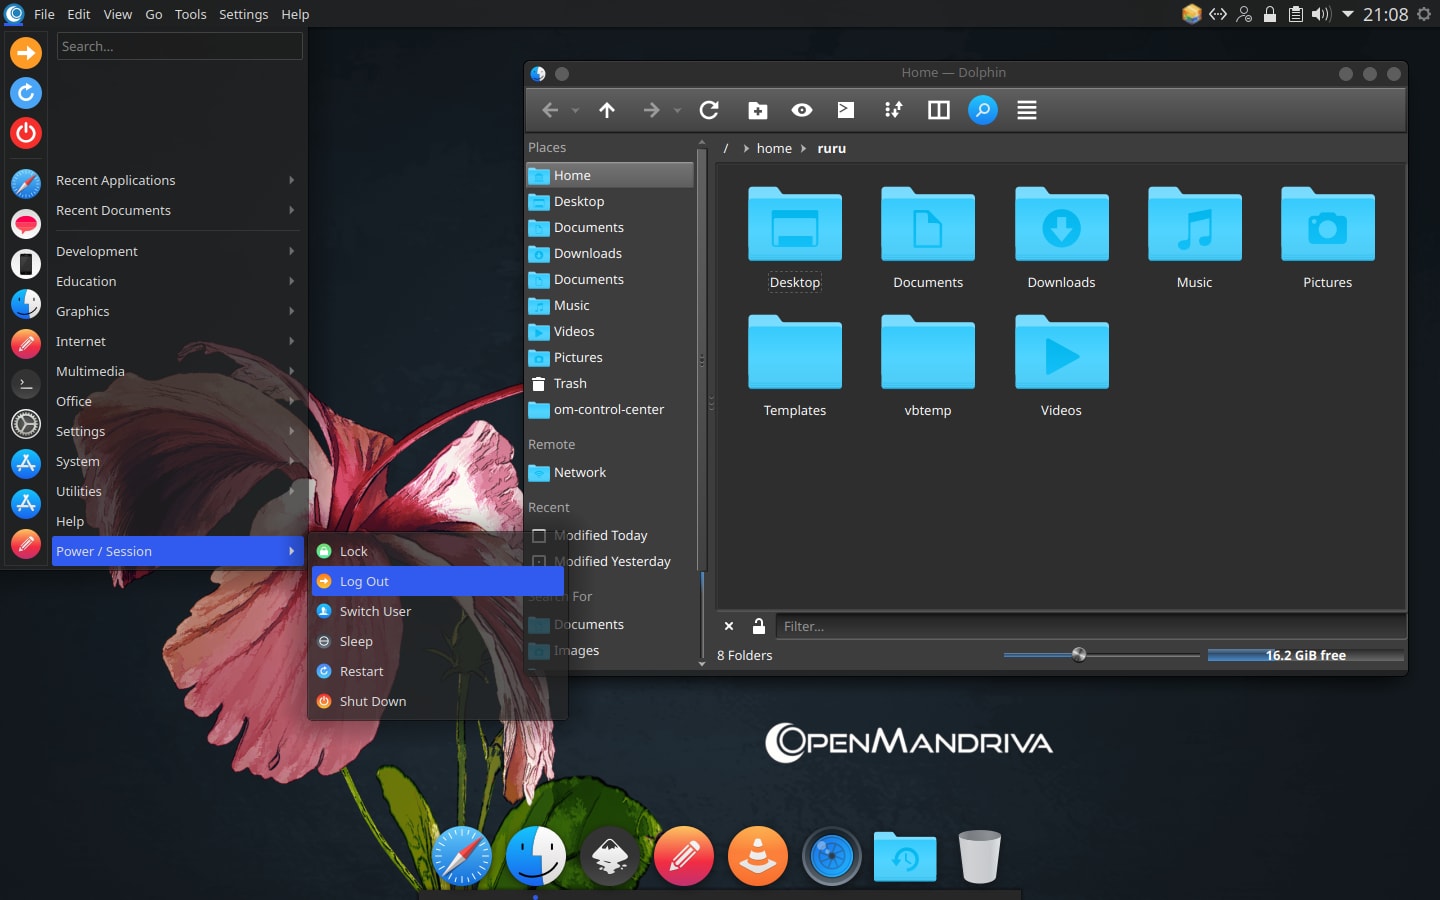 File Edit View Go Tools Settings Help
21:08
Search...
Recent Applications
Recent Documents
Development
Education
Graphics
Internet
Multimedia
Office
Settings
System
Utilities
Help
Power / Session
Lock
Log Out
Switch User
Sleep
Restart
Shut Down
Home — Dolphin
Places
Home
Desktop
Documents
Downloads
Documents
Music
Videos
Pictures
Trash
om-control-center
Remote
Network
Recent
Modified Today
Modified Yesterday
Search For
Documents
Images
/ home ruru
Desktop Documents Downloads Music Pictures
Templates vbtemp Videos
Filter...
8 Folders 16.2 GiB free
OPENMANDRIVA